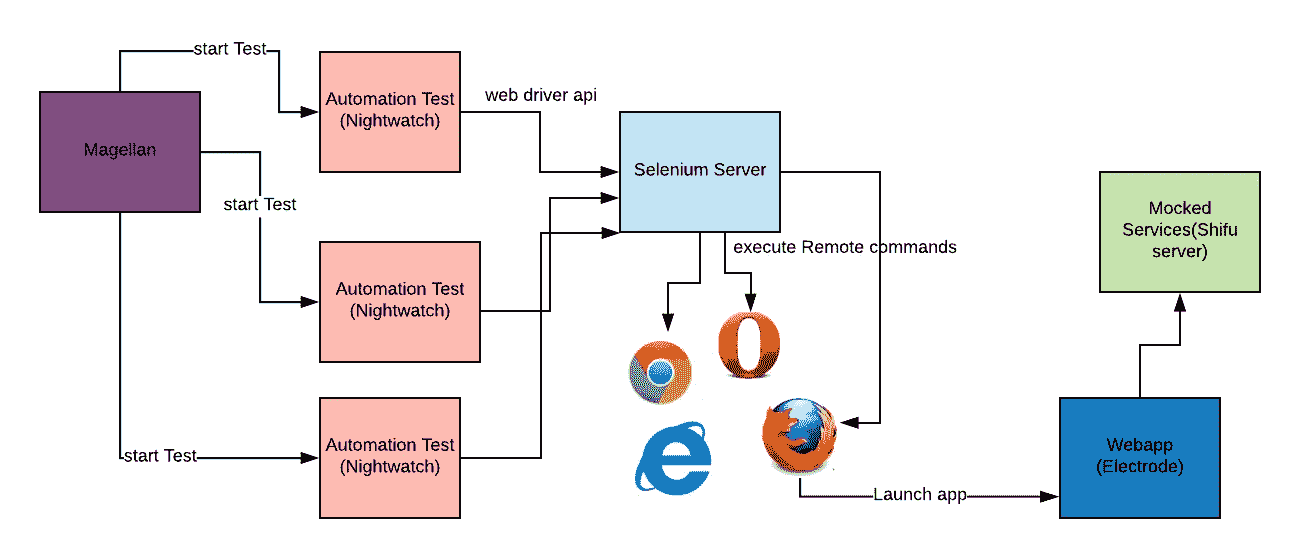 start Test
Automation Test
(Nightwatch)
web driver api
Magellan
Selenium Server
start Test
Mocked
Services(Shifu
server)
execute Remote commands
Automation Test
(Nightwatch)
start Test
Automation Test
(Nightwatch)
Webapp
(Electrode)
Launch app